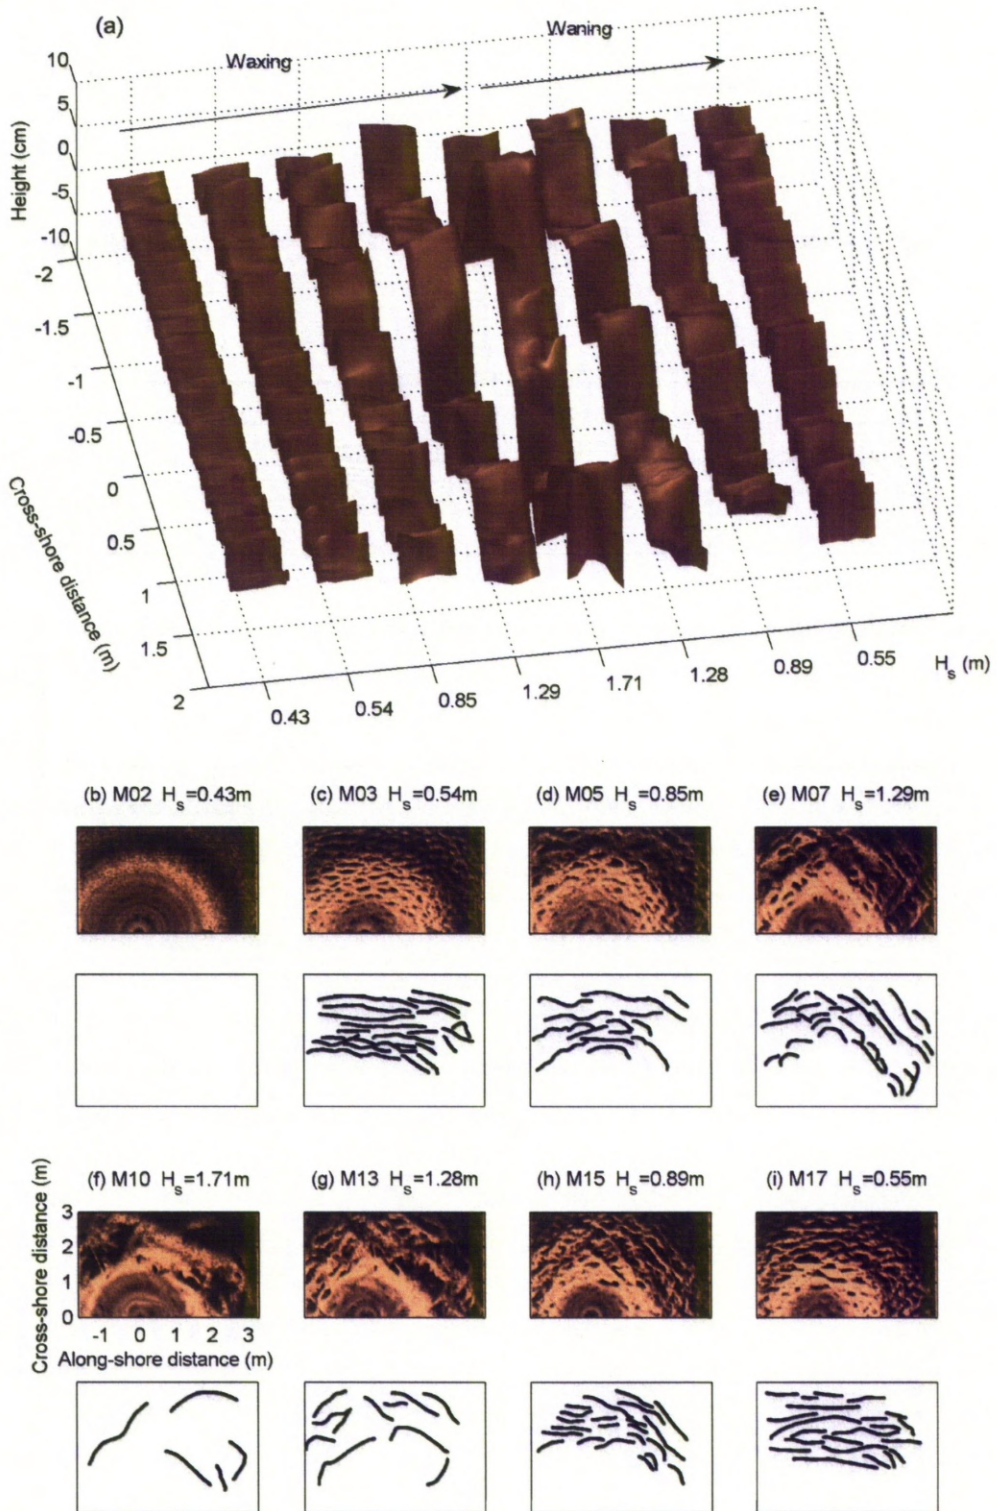 (a)
Waxing
Waning
Height (cm)
10
5
0
-5
-10
-2
-1.5
-1
-0.5
0
0.5
1
1.5
2
Cross-shore distance (m)
0.43
0.54
0.85
1.29
1.71
1.28
0.89
0.55
H_s (m)
(b) M02 H_s=0.43m
(c) M03 H_s=0.54m
(d) M05 H_s=0.85m
(e) M07 H_s=1.29m
(f) M10 H_s=1.71m
(g) M13 H_s=1.28m
(h) M15 H_s=0.89m
(i) M17 H_s=0.55m
Cross-shore distance (m)
3
2
1
0
-1 0 1 2 3
Along-shore distance (m)